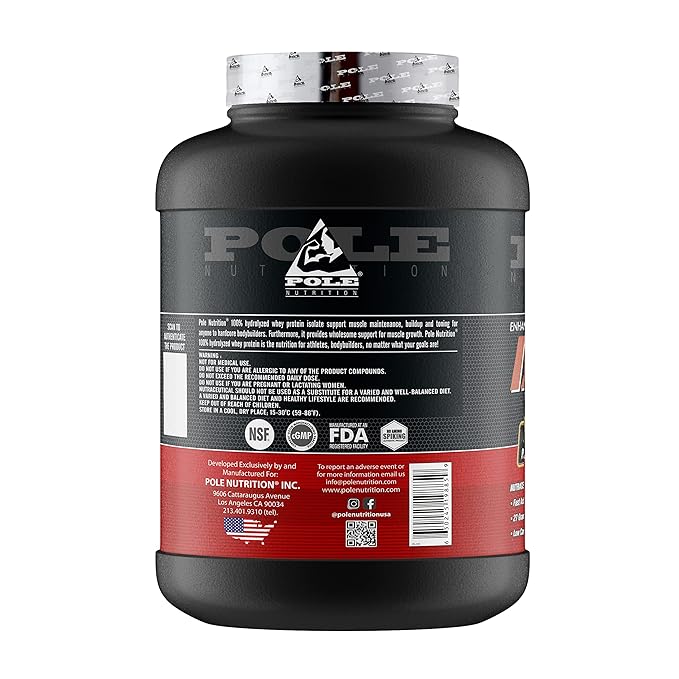 POLE
NUTRITION
POLE®
NUTRITION
SCAN TO
AUTHENTICATE
THE PRODUCT
Pole Nutrition® 100% hydrolyzed whey protein isolate support muscle maintenance, buildup and toning for
anyone to hardcore bodybuilders. Furthermore, it provides wholesome support for muscle growth. Pole Nutrition®
100% hydrolyzed whey protein is the nutrition for athletes, bodybuilders, no matter what your goals are!
WARNING :
NOT FOR MEDICAL USE.
DO NOT USE IF YOU ARE ALLERGIC TO ANY OF THE PRODUCT COMPOUNDS.
DO NOT EXCEED THE RECOMMENDED DAILY DOSE.
DO NOT USE IF YOU ARE PREGNANT OR LACTATING WOMEN.
NUTRACEUTICAL SHOULD NOT BE USED AS A SUBSTITUTE FOR A VARIED AND WELL-BALANCED DIET.
A VARIED AND BALANCED DIET AND HEALTHY LIFESTYLE ARE RECOMMENDED.
KEEP OUT OF REACH OF CHILDREN.
STORE IN A COOL, DRY PLACE; 15-30°C (59-86°F).
NSF
cGMP
MANUFACTURED AT AN
FDA
REGISTERED FACILITY
NO AMINO
SPIKING
Developed Exclusively by and
Manufactured For:
POLE NUTRITION® INC.
9606 Cattaraugus Avenue
Los Angeles CA 90034
213.401.9310 (tel).
To report an adverse event or
for more information email us
info@polenutrition.com
www.polenutrition.com
@polenutritionusa
ENHAN
• Fast Ac
• Low Car